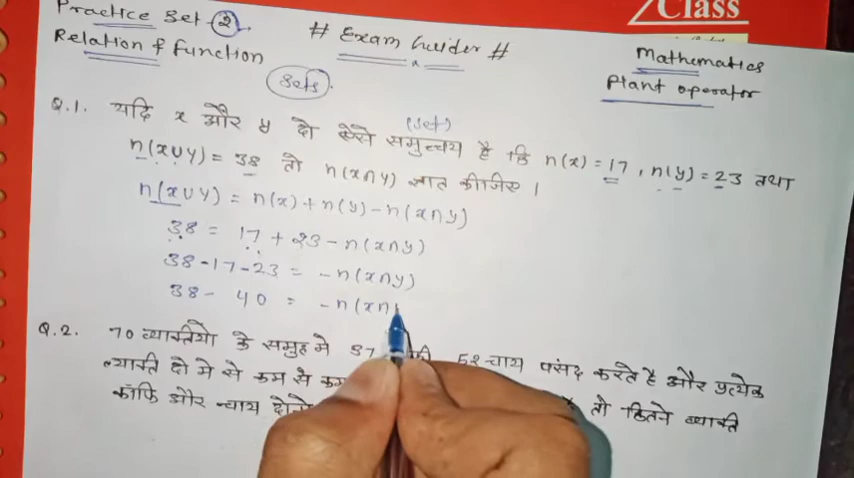 Class
Practice Set-2
# Exam Guider #
Mathematics
Relation & function
Plant operator
Sets
Q.1. यदि x और y दो ऐसे समुच्चय (set) है कि n(x) = 17, n(y) = 23 तथा
n(x∪y) = 38 तो n(x∩y) ज्ञात कीजिए।
n(x∪y) = n(x) + n(y) - n(x∩y)
38 = 17 + 23 - n(x∩y)
38 - 17 - 23 = - n(x∩y)
38 - 40 = - n(x∩
Q.2. 70 व्यक्तियो के समुह मे 37 52 चाय पसंद करते है और प्रत्येक
व्यक्ति दो मे से कम से कम
कॉफि और चाय दोनो है तो कितने व्यक्ति